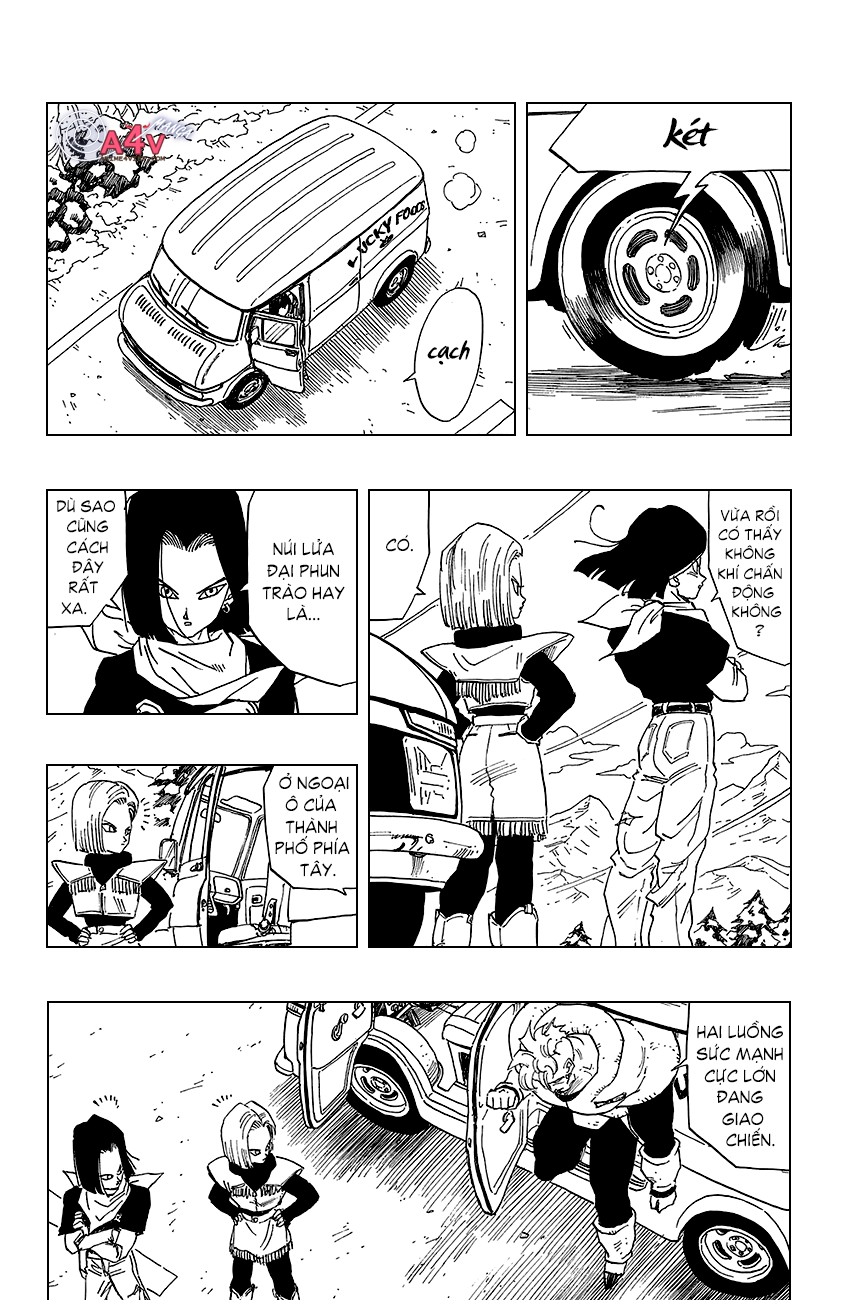 két
A4V
LUCKY FOODS
cạch
VỪA RỒI
CÓ THẤY
KHÔNG
KHÍ CHẤN
ĐỘNG
KHÔNG
?
CÓ.
NÚI LỬA
ĐẠI PHUN
TRÀO HAY
LÀ...
DÙ SAO
CŨNG
CÁCH
ĐÂY
RẤT
XA.
Ở NGOẠI
Ô CỦA
THÀNH
PHỐ PHÍA
TÂY.
HAI LUỒNG
SỨC MẠNH
CỰC LỚN
ĐANG
GIAO
CHIẾN.